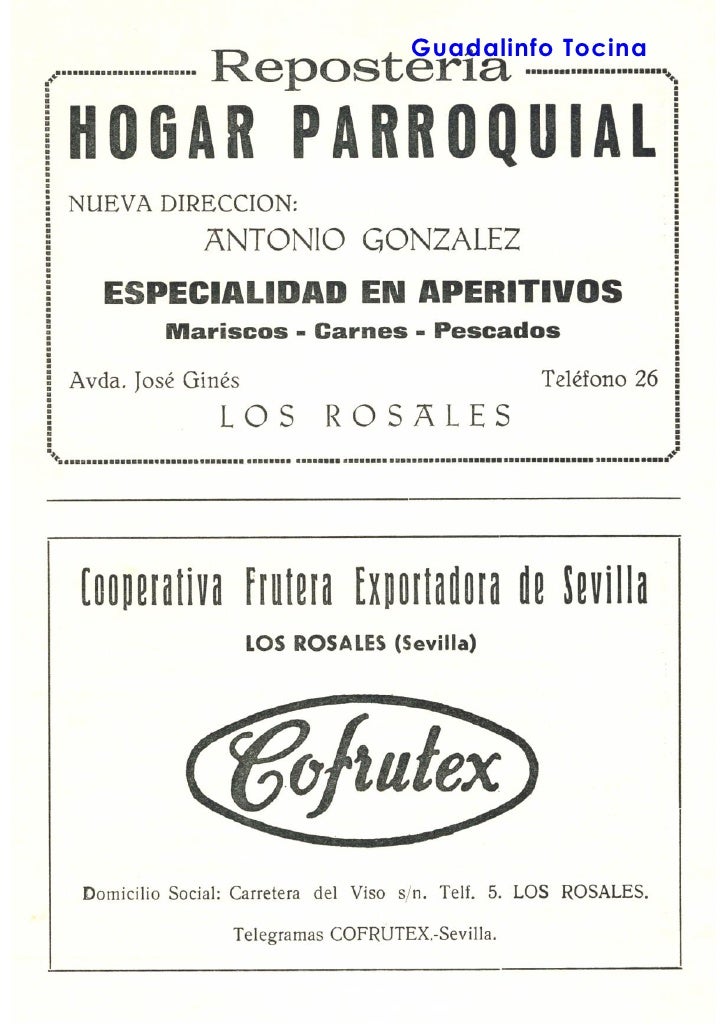 Guadalinfo Tocina
Repostería
HOGAR PARROQUIAL
NUEVA DIRECCION:
ANTONIO GONZALEZ
ESPECIALIDAD EN APERITIVOS
Mariscos - Carnes - Pescados
Avda. José Ginés Teléfono 26
LOS ROSALES
Cooperativa Frutera Exportadora de Sevilla
LOS ROSALES (Sevilla)
Cofrutex
Domicilio Social: Carretera del Viso s/n. Telf. 5. LOS ROSALES.
Telegramas COFRUTEX.-Sevilla.